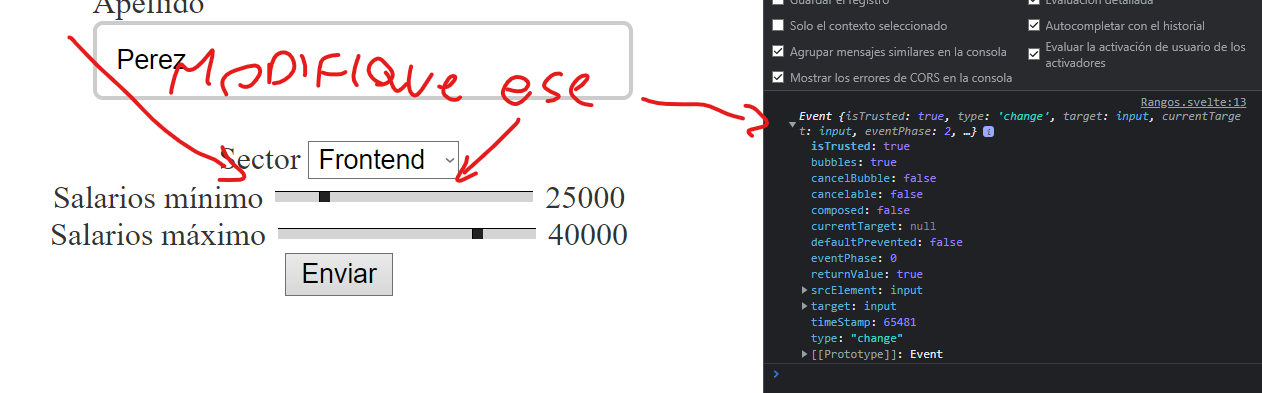 Apellido
Perez
MODIFIQUE ese
Sector Frontend
Salarios mínimo 25000
Salarios máximo 40000
Enviar
Guardar el registro
Evaluación detallada
Solo el contexto seleccionado
Autocompletar con el historial
Agrupar mensajes similares en la consola
Evaluar la activación de usuario de los
activadores
Mostrar los errores de CORS en la consola
Rangos.svelte:13
Event {isTrusted: true, type: 'change', target: input, currentTarge
t: input, eventPhase: 2, …} i
isTrusted: true
bubbles: true
cancelBubble: false
cancelable: false
composed: false
currentTarget: null
defaultPrevented: false
eventPhase: 0
returnValue: true
srcElement: input
target: input
timeStamp: 65481
type: "change"
[[Prototype]]: Event